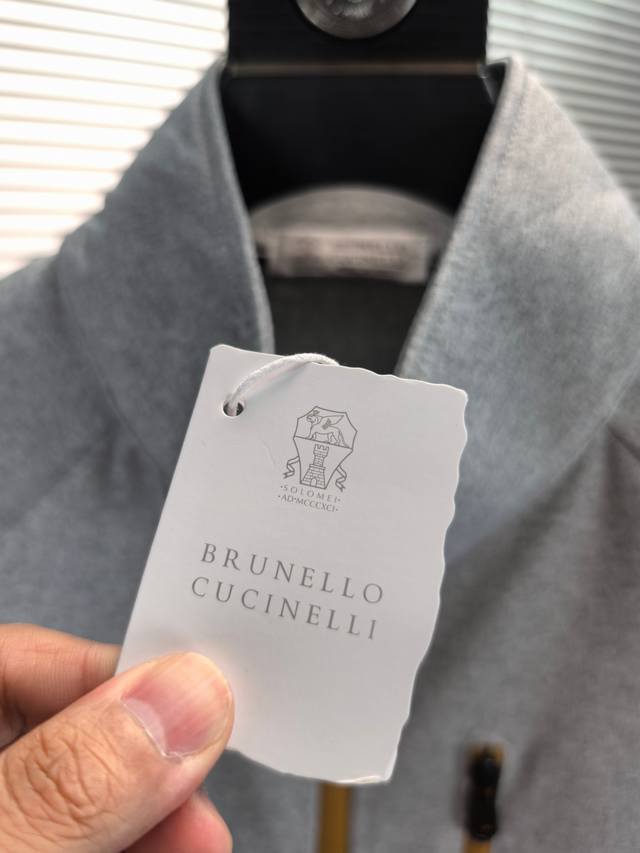 ·SOLOMEI·
·AD·MCCCXCI·
BRUNELLO
CUCINELLI